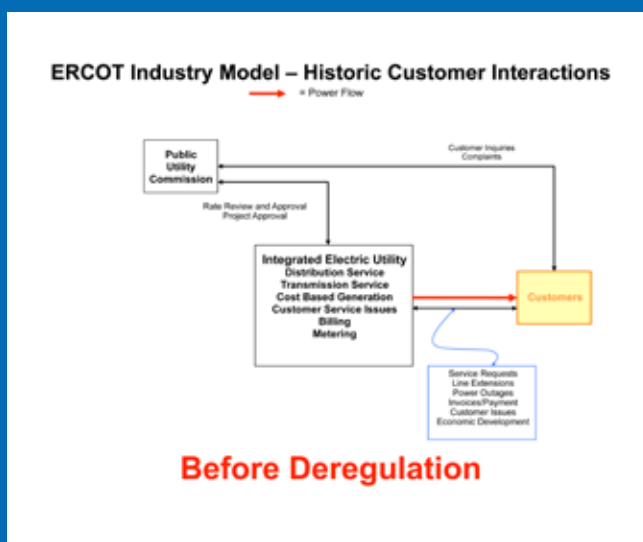 ERCOT Industry Model – Historic Customer Interactions
= Power Flow
Public
Utility
Commission
Customer Inquiries
Complaints
Rate Review and Approval
Project Approval
Integrated Electric Utility
Distribution Service
Transmission Service
Cost Based Generation
Customer Service Issues
Billing
Metering
Customers
Service Requests
Line Extensions
Power Outages
Invoices/Payment
Customer Issues
Economic Development
Before Deregulation